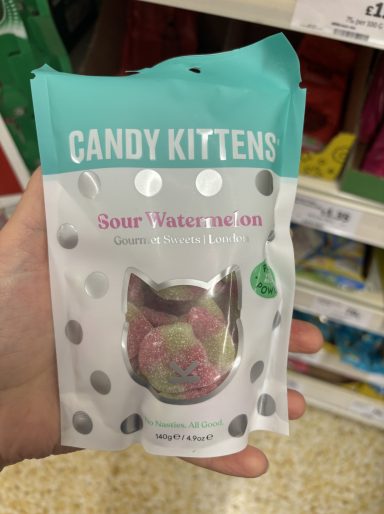 CANDY KITTENS
Sour Watermelon
Gourmet Sweets | London
No Nasties. All Good.
140g e / 4.9oz e